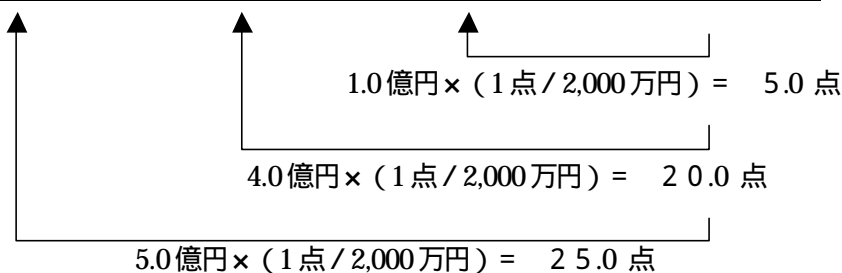 1.0億円×(1点/2,000万円)= 5.0 点
4.0億円×(1点/2,000万円)= 20.0 点
5.0億円×(1点/2,000万円)= 25.0 点